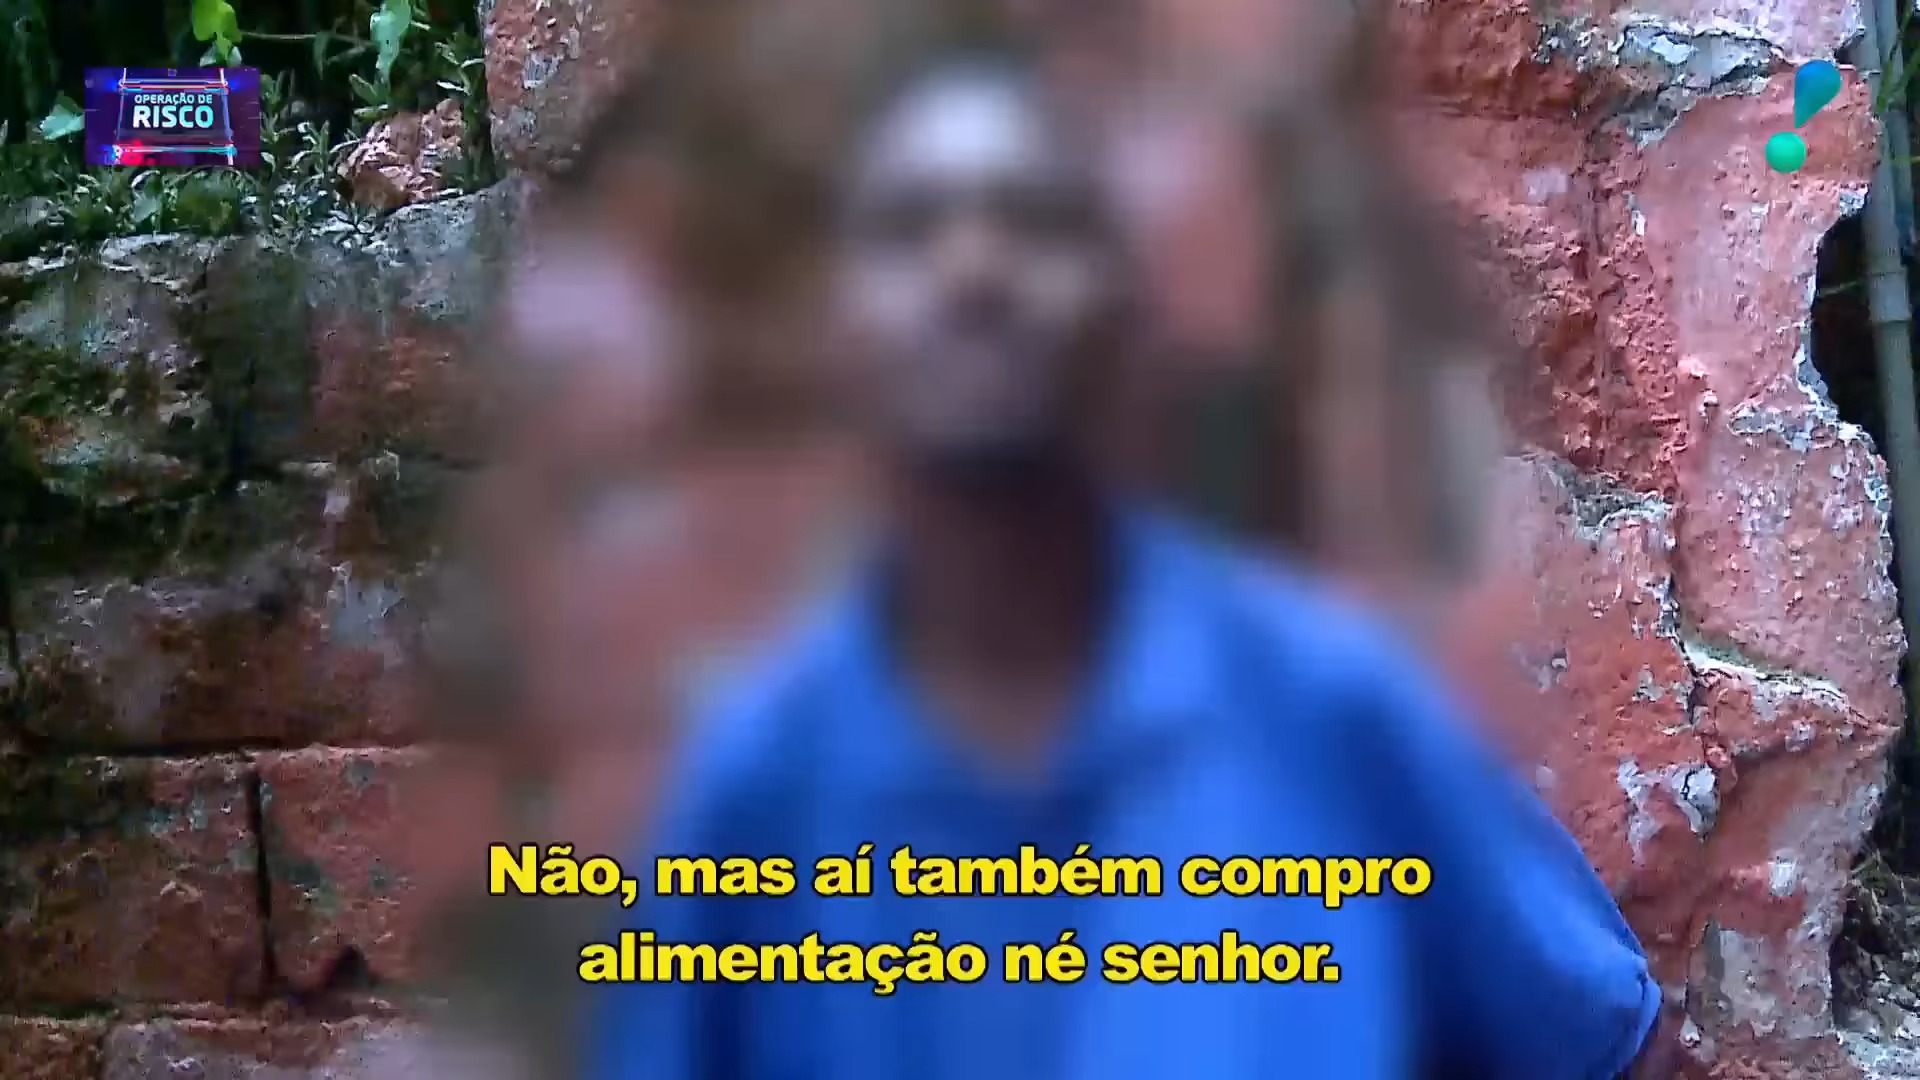 OPERAÇÃO DE
RISCO
Não, mas aí também compro
alimentação né senhor.